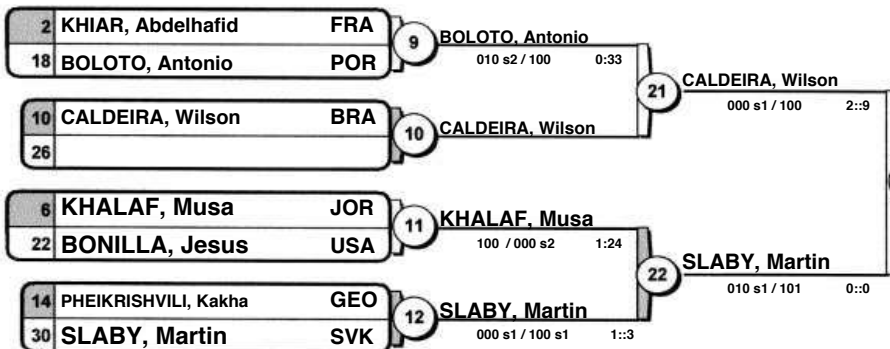 2 KHIAR, Abdelhafid FRA
18 BOLOTO, Antonio POR
9
BOLOTO, Antonio
010 s2 / 100 0:33
10 CALDEIRA, Wilson BRA
26
10
CALDEIRA, Wilson
21
CALDEIRA, Wilson
000 s1 / 100 2::9
6 KHALAF, Musa JOR
22 BONILLA, Jesus USA
11
KHALAF, Musa
100 / 000 s2 1:24
14 PHEIKRISHVILI, Kakha GEO
30 SLABY, Martin SVK
12
SLABY, Martin
000 s1 / 100 s1 1::3
22
SLABY, Martin
010 s1 / 101 0::0